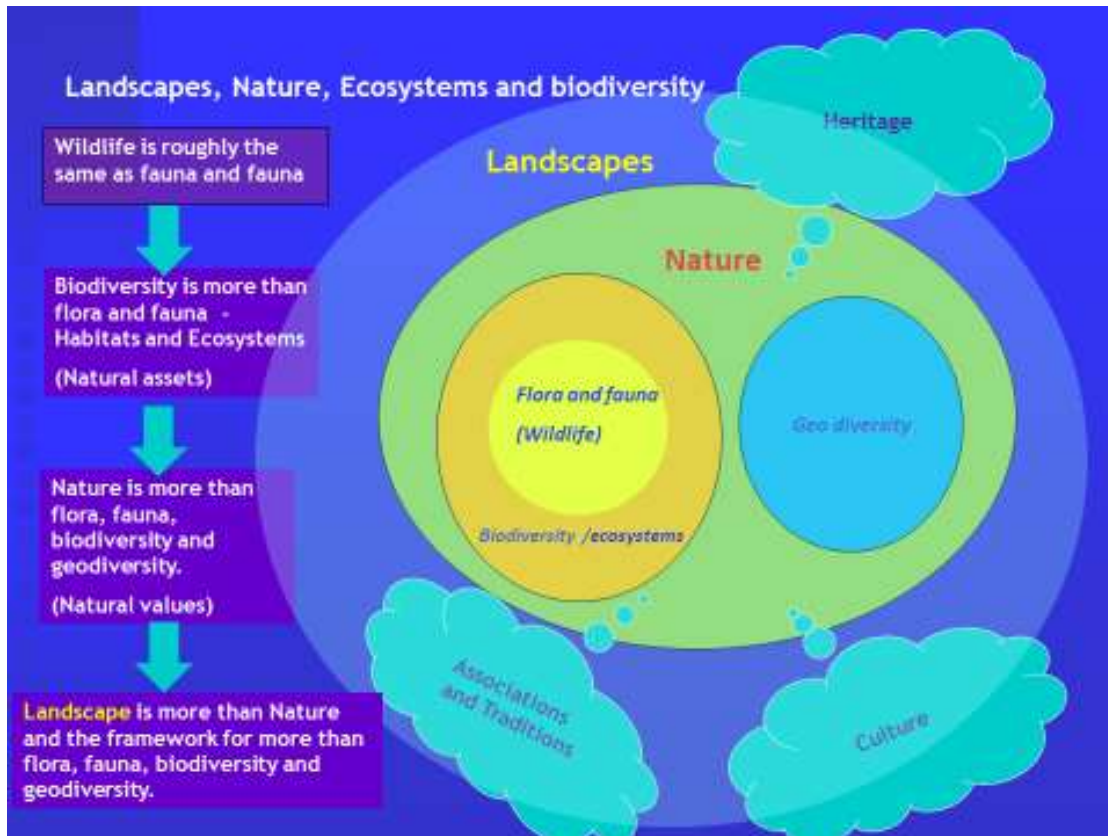 Landscapes, Nature, Ecosystems and biodiversity
Wildlife is roughly the
same as fauna and fauna
Biodiversity is more than
flora and fauna -
Habitats and Ecosystems
(Natural assets)
Nature is more than
flora, fauna,
biodiversity and
geodiversity.
(Natural values)
Landscape is more than Nature
and the framework for more than
flora, fauna, biodiversity and
geodiversity.
Heritage
Landscapes
Nature
Flora and fauna
(Wildlife)
Geo diversity
Biodiversity /ecosystems
Associations
and Traditions
Culture